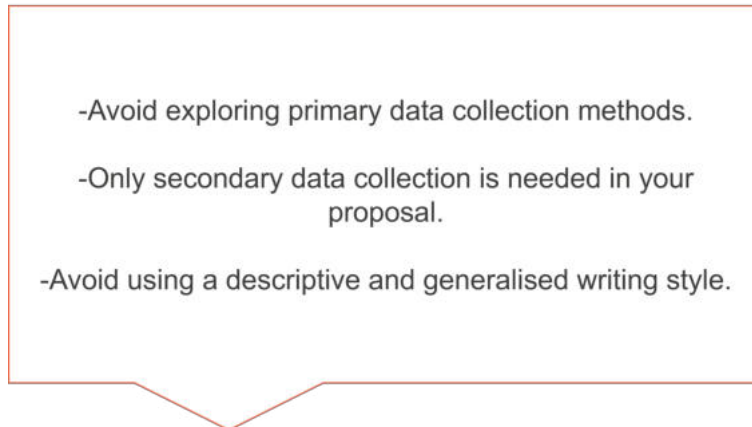 -Avoid exploring primary data collection methods.
-Only secondary data collection is needed in your
proposal.
-Avoid using a descriptive and generalised writing style.